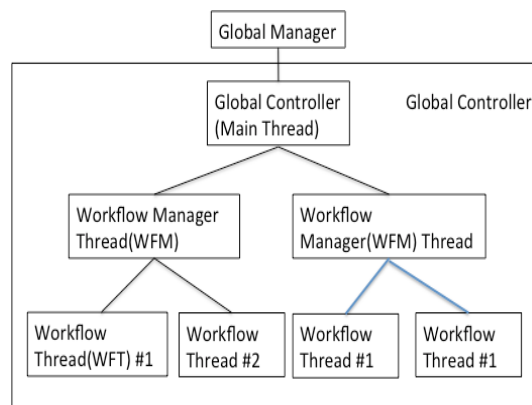 Global Manager
Global Controller
(Main Thread)
Global Controller
Workflow Manager
Thread(WFM)
Workflow
Manager(WFM) Thread
Workflow
Thread(WFT) #1
Workflow
Thread #2
Workflow
Thread #1
Workflow
Thread #1